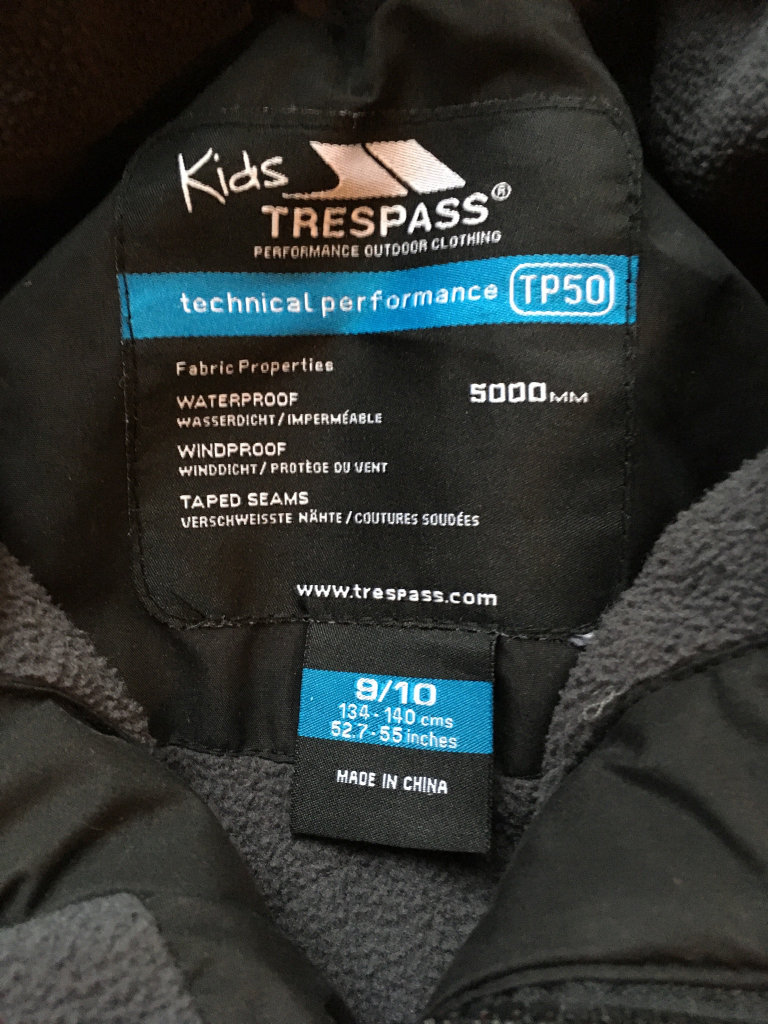 Kids
TRESPASS®
PERFORMANCE OUTDOOR CLOTHING
technical performance TP50
Fabric Properties
WATERPROOF 5000MM
WASSERDICHT/IMPERMÉABLE
WINDPROOF
WINDDICHT/PROTÈGE DU VENT
TAPED SEAMS
VERSCHWEISSTE NÄHTE/COUTURES SOUDÉES
www.trespass.com
9/10
134-140 cms
52.7-55 inches
MADE IN CHINA